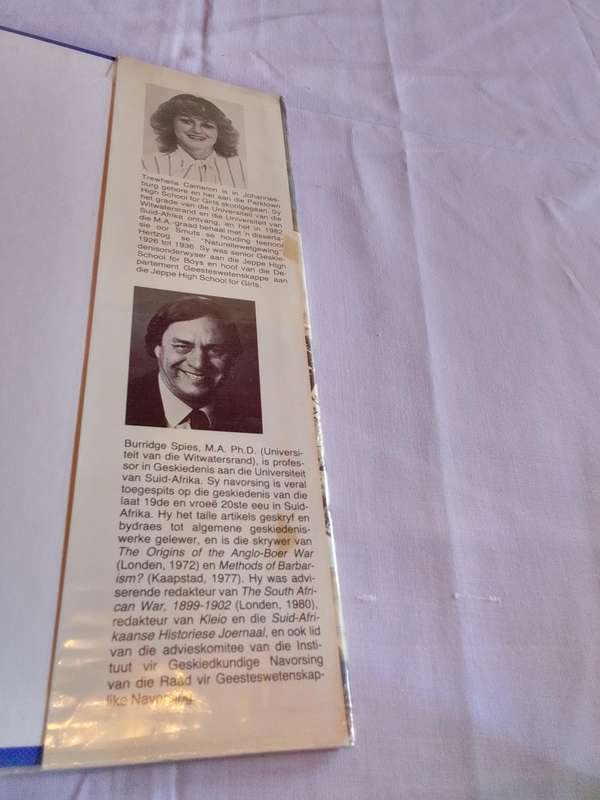 Trewhella Cameron is in Johannes-
burg gebore en het aan die Parktown
High School for Girls skoolgegaan. Sy
het grade van die Universiteit van die
Witwatersrand en die Universiteit van
Suid-Afrika ontvang, en het in 1982
die M.A.-graad behaal met 'n disserta-
sie oor Smuts se houding teenoor
Hertzog se "Naturellewetgewing"
1926 tot 1936. Sy was senior Geskie-
denisonderwyser aan die Jeppe High
School for Boys en hoof van die De-
partement Geesteswetenskappe aan
die Jeppe High School for Girls.
Burridge Spies, M.A. Ph.D. (Universi-
teit van die Witwatersrand), is profes-
sor in Geskiedenis aan die Universiteit
van Suid-Afrika. Sy navorsing is veral
toegespits op die geskiedenis van die
laat 19de en vroeë 20ste eeu in Suid-
Afrika. Hy het talle artikels geskryf en
bydraes tot algemene geskiedenis-
werke gelewer, en is die skrywer van
The Origins of the Anglo-Boer War
(Londen, 1972) en Methods of Barbar-
ism? (Kaapstad, 1977). Hy was advi-
serende redakteur van The South Afri-
can War, 1899-1902 (Londen, 1980),
redakteur van Kleio en die Suid-Afri-
kaanse Historiese Joernaal, en ook lid
van die advieskomitee van die Insti-
tuut vir Geskiedkundige Navorsing
van die Raad vir Geesteswetenskap-
like Navorsing.